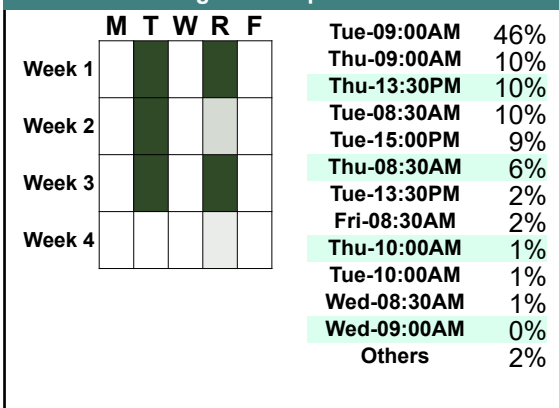 M T W R F
Week 1
Week 2
Week 3
Week 4
Tue-09:00AM 46%
Thu-09:00AM 10%
Thu-13:30PM 10%
Tue-08:30AM 10%
Tue-15:00PM 9%
Thu-08:30AM 6%
Tue-13:30PM 2%
Fri-08:30AM 2%
Thu-10:00AM 1%
Tue-10:00AM 1%
Wed-08:30AM 1%
Wed-09:00AM 0%
Others 2%